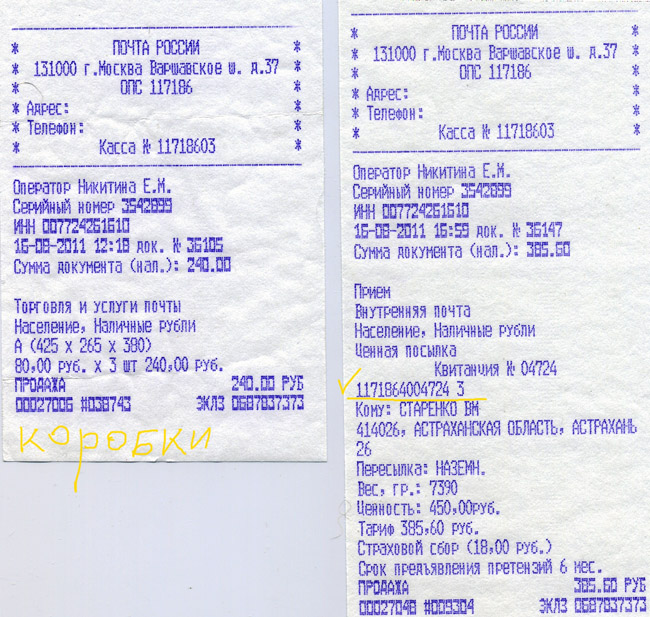 * ПОЧТА РОССИИ *
* 131000 г.Москва Варшавское ш. д.37 *
* ОПС 117186 *
* Адрес: *
* Телефон: *
* Касса № 11718603 *
Оператор Никитина Е.М.
Серийный номер 3542899
ИНН 007724261610
16-08-2011 12:18 док. № 36105
Сумма документа (нал.): 240.00
Торговля и услуги почты
Население, Наличные рубли
А (425 х 265 х 380)
80,00 руб. х 3 шт 240,00 руб.
ПРОДАЖА 240.00 РУБ
00027006 #038743 ЭКЛЗ 0687837373
коробки
* ПОЧТА РОССИИ *
* 131000 г.Москва Варшавское ш. д.37 *
* ОПС 117186 *
* Адрес: *
* Телефон: *
* Касса № 11718603 *
Оператор Никитина Е.М.
Серийный номер 3542899
ИНН 007724261610
16-08-2011 16:59 док. № 36147
Сумма документа (нал.): 385.60
Прием
Внутренняя почта
Население, Наличные рубли
Ценная посылка
Квитанция № 04724
1171864004724 3
Кому: СТАРЕНКО ВМ
414026, АСТРАХАНСКАЯ ОБЛАСТЬ, АСТРАХАНЬ
26
Пересылка: НАЗЕМН.
Вес, гр.: 7390
Ценность: 450,00руб.
Тариф 385,60 руб.
Страховой сбор (18,00 руб.)
Срок предъявления претензий 6 мес.
ПРОДАЖА 385.60 РУБ
00027048 #009304 ЭКЛЗ 0687837373